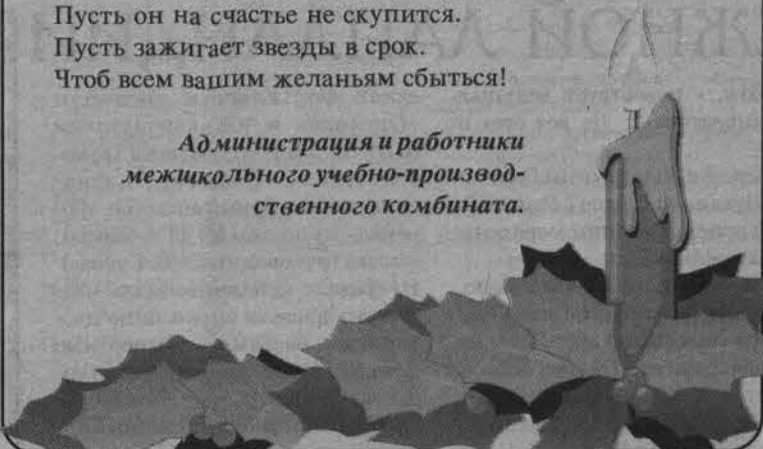 Пусть он на счастье не скупится.
Пусть зажигает звезды в срок.
Чтоб всем вашим желаньям сбыться!
Администрация и работники
межшкольного учебно-производ-
ственного комбината.